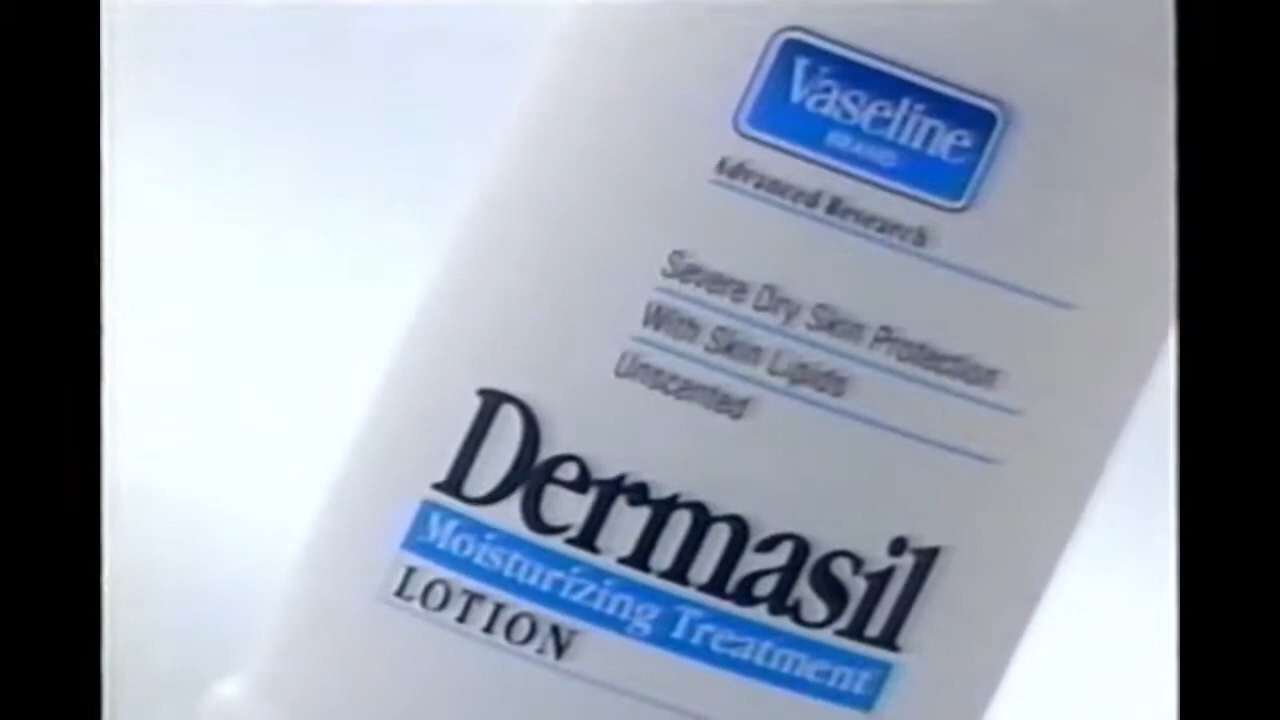 Vaseline
BRAND
Advanced Research
Severe Dry Skin Protection
With Skin Lipids
Unscented
Dermasil
Moisturizing Treatment
LOTION